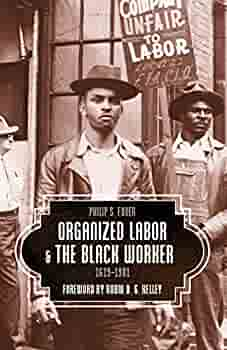 COMPANY
UNFAIR
TO
LABOR
PHILIP S. FONER
ORGANIZED LABOR
& THE BLACK WORKER
1619–1981
FOREWORD BY ROBIN D. G. KELLEY